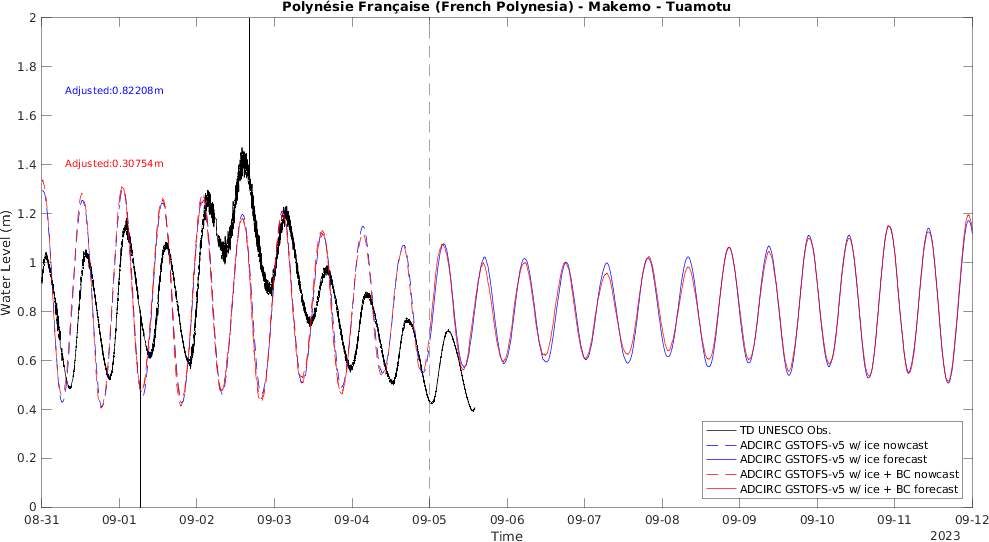 Polynésie Française (French Polynesia) - Makemo - Tuamotu
Water Level (m)
2
1.8
1.6
1.4
1.2
1
0.8
0.6
0.4
0.2
0
Adjusted:0.82208m
Adjusted:0.30754m
TD UNESCO Obs.
ADCIRC GSTOFS-v5 w/ ice nowcast
ADCIRC GSTOFS-v5 w/ ice forecast
ADCIRC GSTOFS-v5 w/ ice + BC nowcast
ADCIRC GSTOFS-v5 w/ ice + BC forecast
08-31 09-01 09-02 09-03 09-04 09-05 09-06 09-07 09-08 09-09 09-10 09-11 09-12
Time
2023